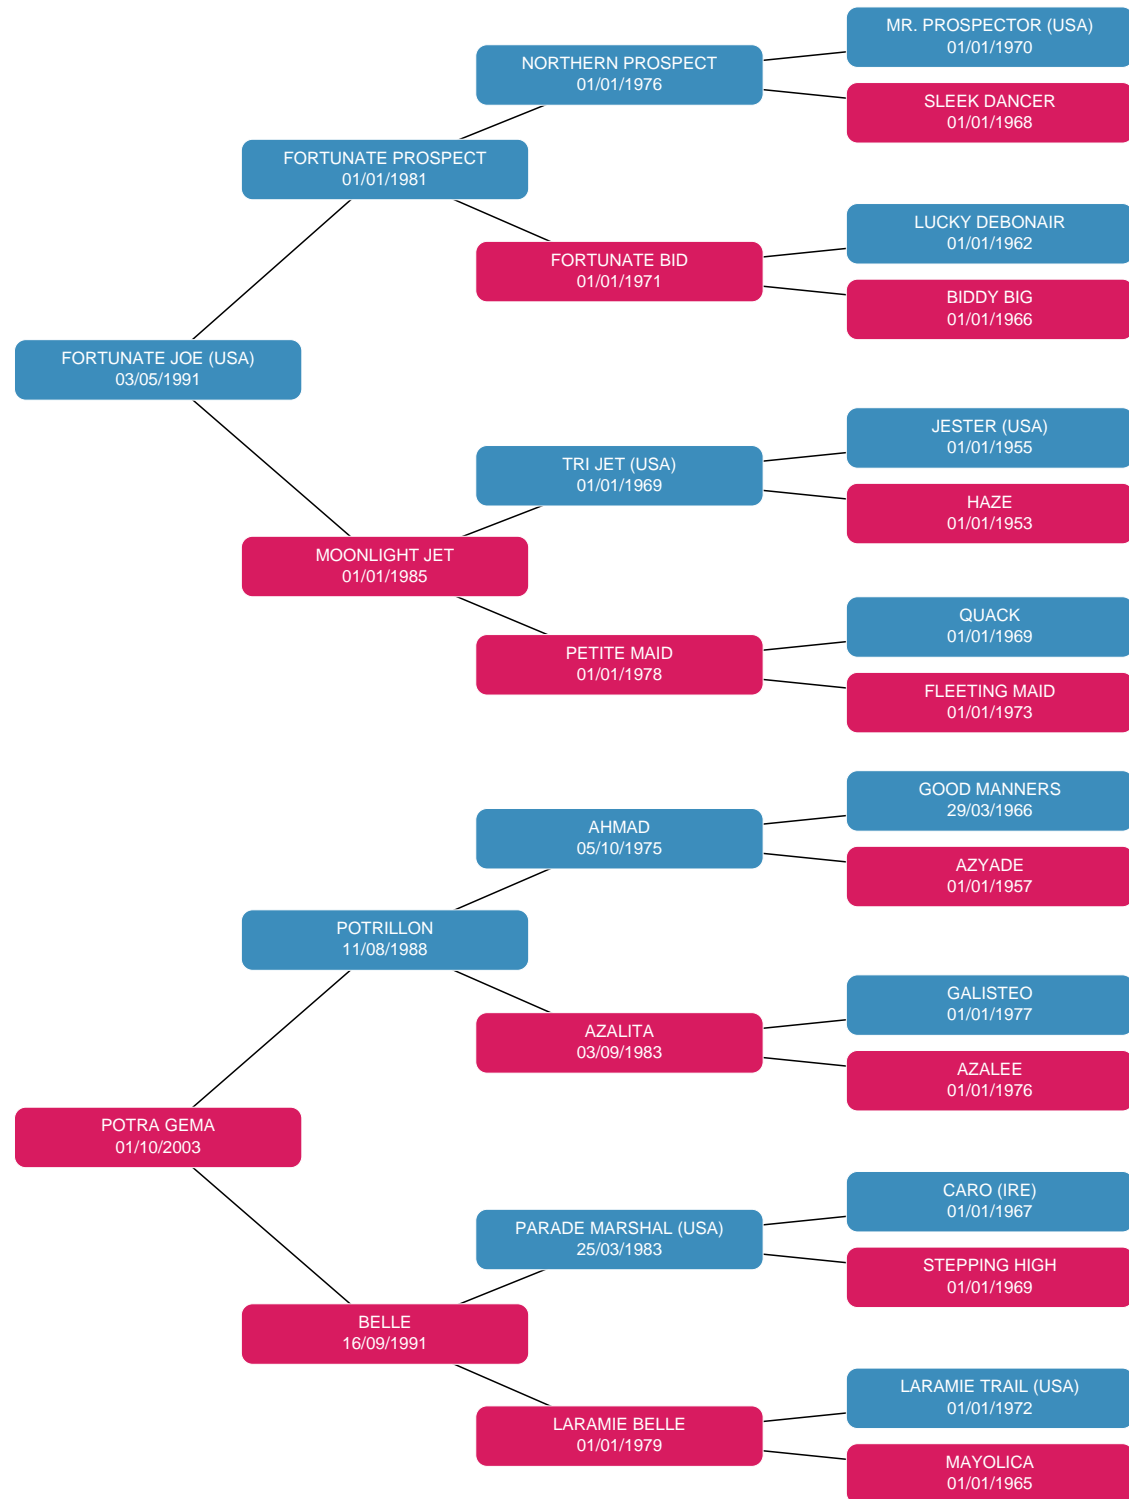 MR. PROSPECTOR (USA)
01/01/1970
NORTHERN PROSPECT
01/01/1976
SLEEK DANCER
01/01/1968
FORTUNATE PROSPECT
01/01/1981
LUCKY DEBONAIR
01/01/1962
FORTUNATE BID
01/01/1971
BIDDY BIG
01/01/1966
FORTUNATE JOE (USA)
03/05/1991
JESTER (USA)
01/01/1955
TRI JET (USA)
01/01/1969
HAZE
01/01/1953
MOONLIGHT JET
01/01/1985
QUACK
01/01/1969
PETITE MAID
01/01/1978
FLEETING MAID
01/01/1973
GOOD MANNERS
29/03/1966
AHMAD
05/10/1975
AZYADE
01/01/1957
POTRILLON
11/08/1988
GALISTEO
01/01/1977
AZALITA
03/09/1983
AZALEE
01/01/1976
POTRA GEMA
01/10/2003
CARO (IRE)
01/01/1967
PARADE MARSHAL (USA)
25/03/1983
STEPPING HIGH
01/01/1969
BELLE
16/09/1991
LARAMIE TRAIL (USA)
01/01/1972
LARAMIE BELLE
01/01/1979
MAYOLICA
01/01/1965